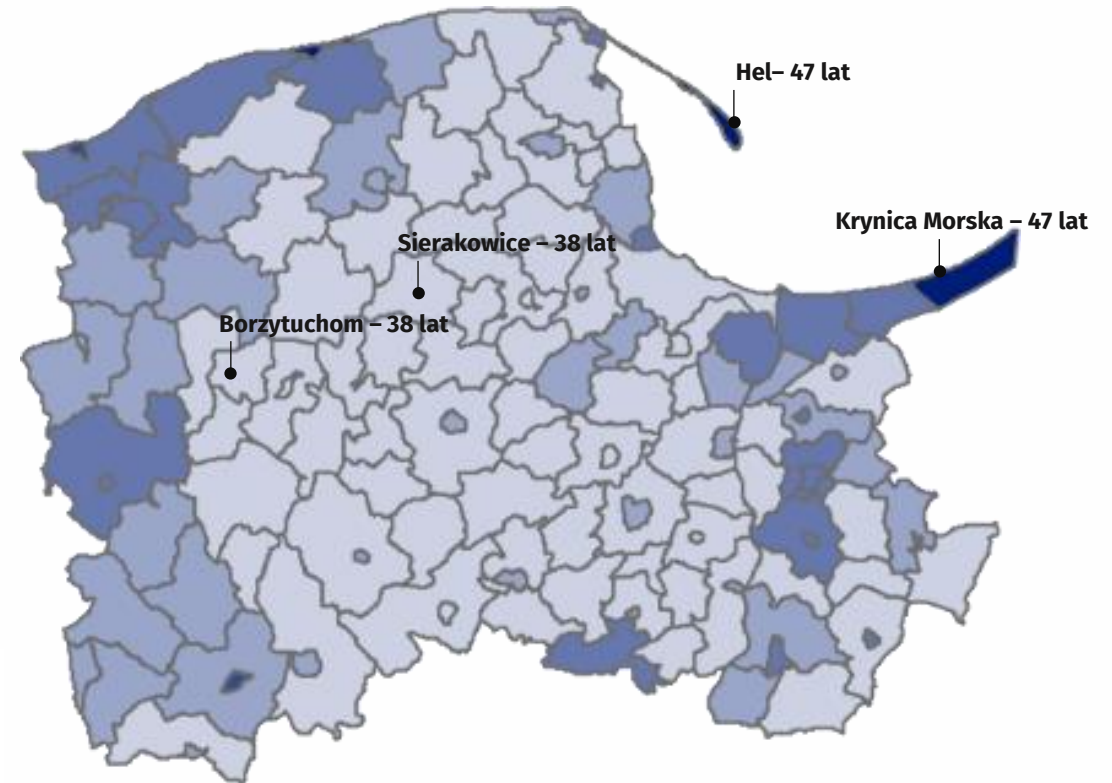 Hel– 47 lat
Krynica Morska – 47 lat
Sierakowice – 38 lat
Borzytuchom – 38 lat